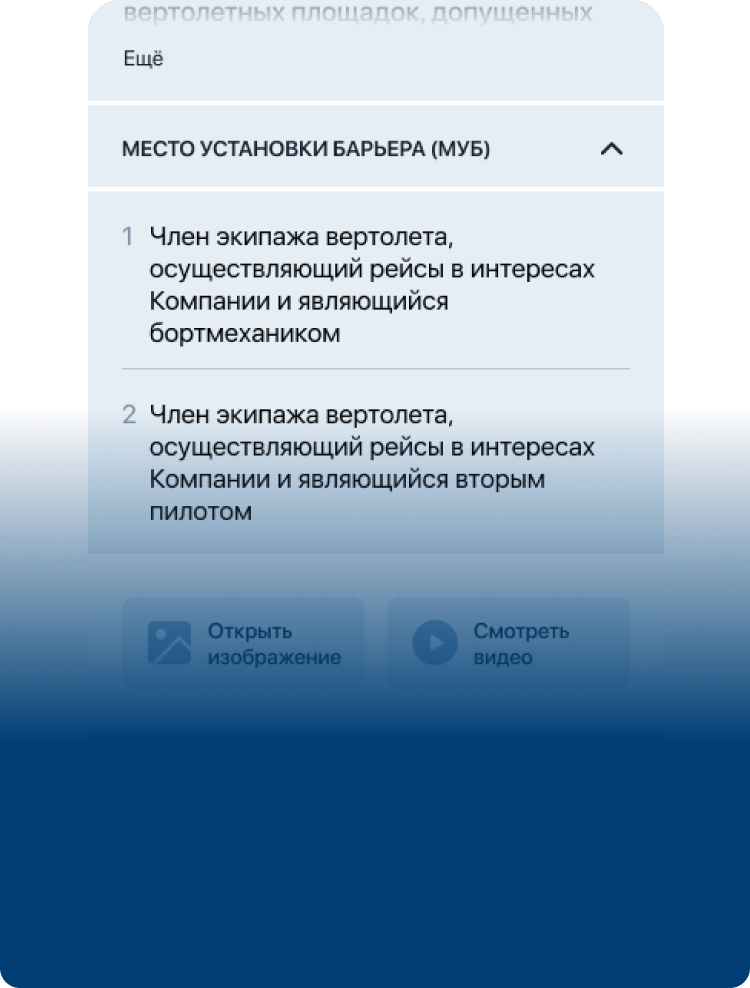 вертолетных площадок, допущенных
Ещё
МЕСТО УСТАНОВКИ БАРЬЕРА (МУБ)
1 Член экипажа вертолета,
осуществляющий рейсы в интересах
Компании и являющийся
бортмехаником
2 Член экипажа вертолета,
осуществляющий рейсы в интересах
Компании и являющийся вторым
пилотом
Открыть
изображение
Смотреть
видео